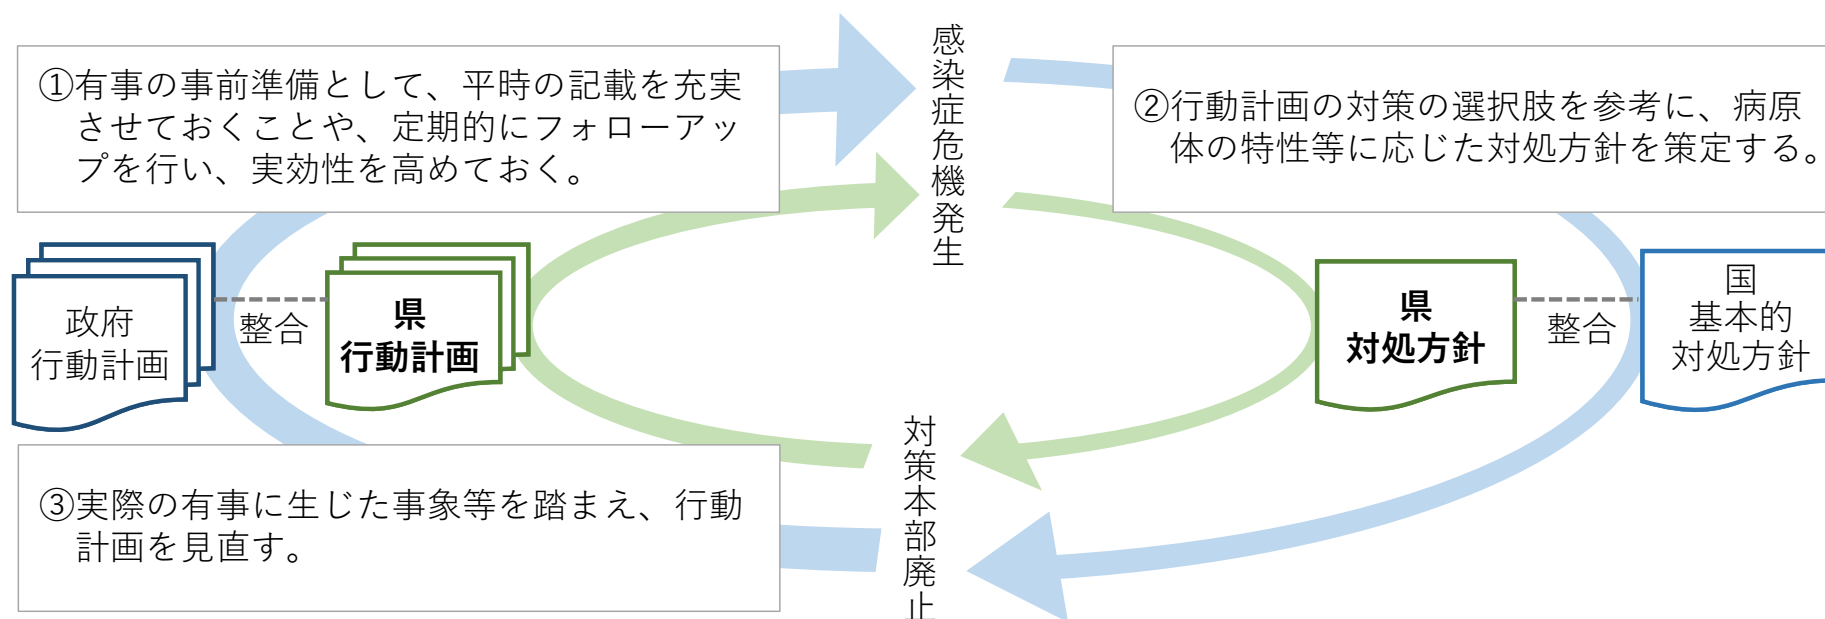 ①有事の事前準備として、平時の記載を充実
させておくことや、定期的にフォローアッ
プを行い、実効性を高めておく。
感染症危機発生
②行動計画の対策の選択肢を参考に、病原
体の特性等に応じた対処方針を策定する。
政府
行動計画
整合
県
行動計画
県
対処方針
整合
国
基本的
対処方針
③実際の有事に生じた事象等を踏まえ、行動
計画を見直す。
対策本部廃止